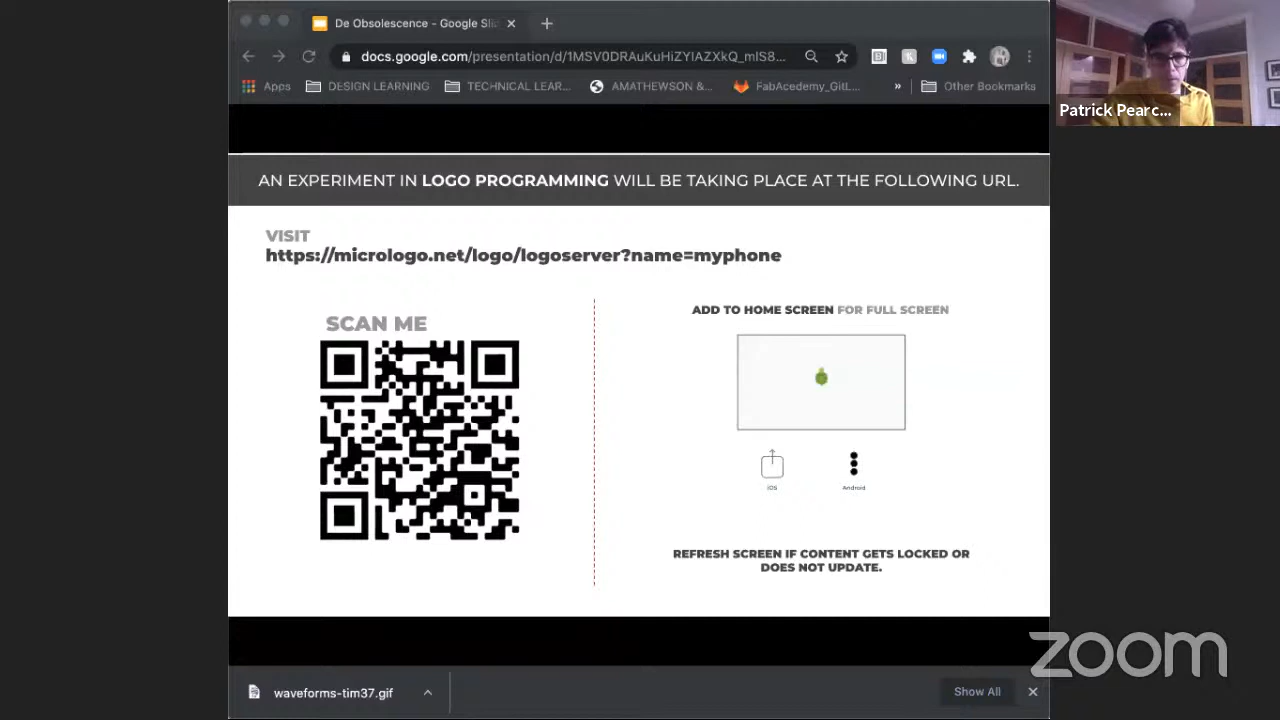 De Obsolescence - Google Slid
docs.google.com/presentation/d/1MSV0DRAuKuHiZYIAZXkQ_mIS8...
Apps
DESIGN LEARNING
TECHNICAL LEAR...
AMATHEWSON &...
FabAcedemy_GitL...
»
Other Bookmarks
Patrick Pearc...
AN EXPERIMENT IN LOGO PROGRAMMING WILL BE TAKING PLACE AT THE FOLLOWING URL.
VISIT
https://micrologo.net/logo/logoserver?name=myphone
SCAN ME
ADD TO HOME SCREEN FOR FULL SCREEN
iOS
Android
REFRESH SCREEN IF CONTENT GETS LOCKED OR
DOES NOT UPDATE.
waveforms-tim37.gif
Show All
zoom